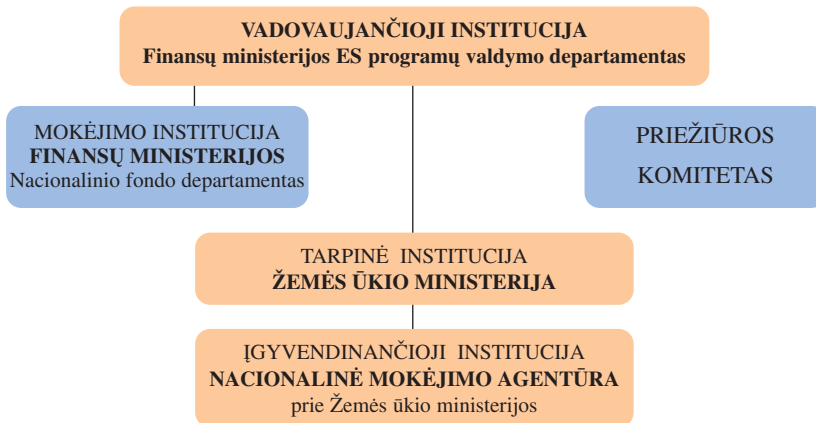 VADOVAUJANČIOJI INSTITUCIJA
Finansų ministerijos ES programų valdymo departamentas
MOKĖJIMO INSTITUCIJA
FINANSŲ MINISTERIJOS
Nacionalinio fondo departamentas
PRIEŽIŪROS
KOMITETAS
TARPINĖ INSTITUCIJA
ŽEMĖS ŪKIO MINISTERIJA
ĮGYVENDINANČIOJI INSTITUCIJA
NACIONALINĖ MOKĖJIMO AGENTŪRA
prie Žemės ūkio ministerijos